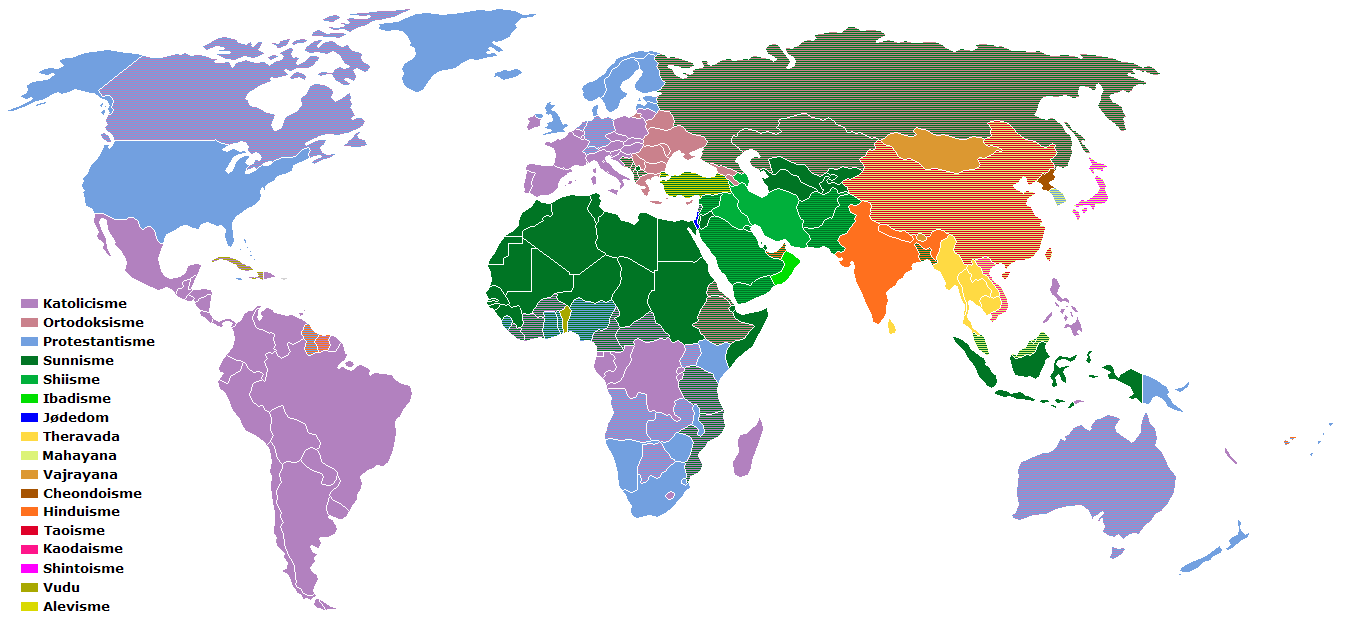 Katolicisme
Ortodoksisme
Protestantisme
Sunnisme
Shiisme
Ibadisme
Jødedom
Theravada
Mahayana
Vajrayana
Cheondoisme
Hinduisme
Taoisme
Kaodaisme
Shintoisme
Vudu
Alevisme